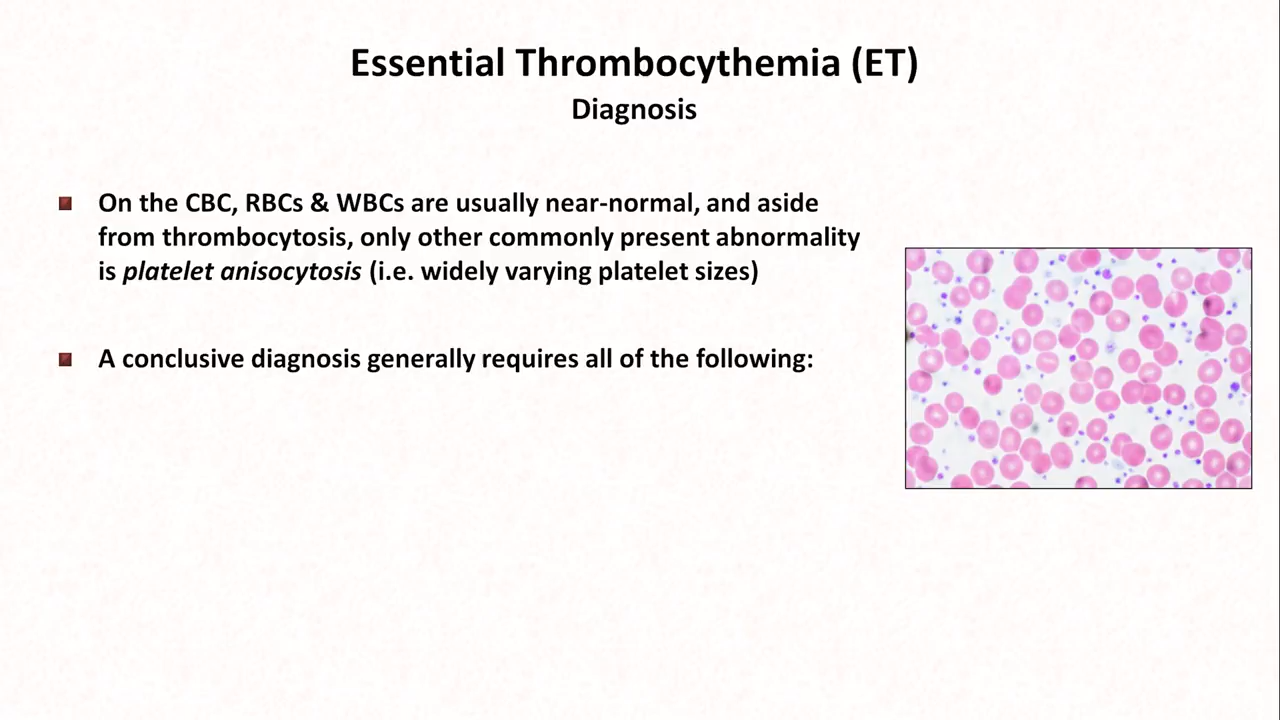 Essential Thrombocythemia (ET)
Diagnosis
On the CBC, RBCs & WBCs are usually near-normal, and aside
from thrombocytosis, only other commonly present abnormality
is platelet anisocytosis (i.e. widely varying platelet sizes)
A conclusive diagnosis generally requires all of the following: